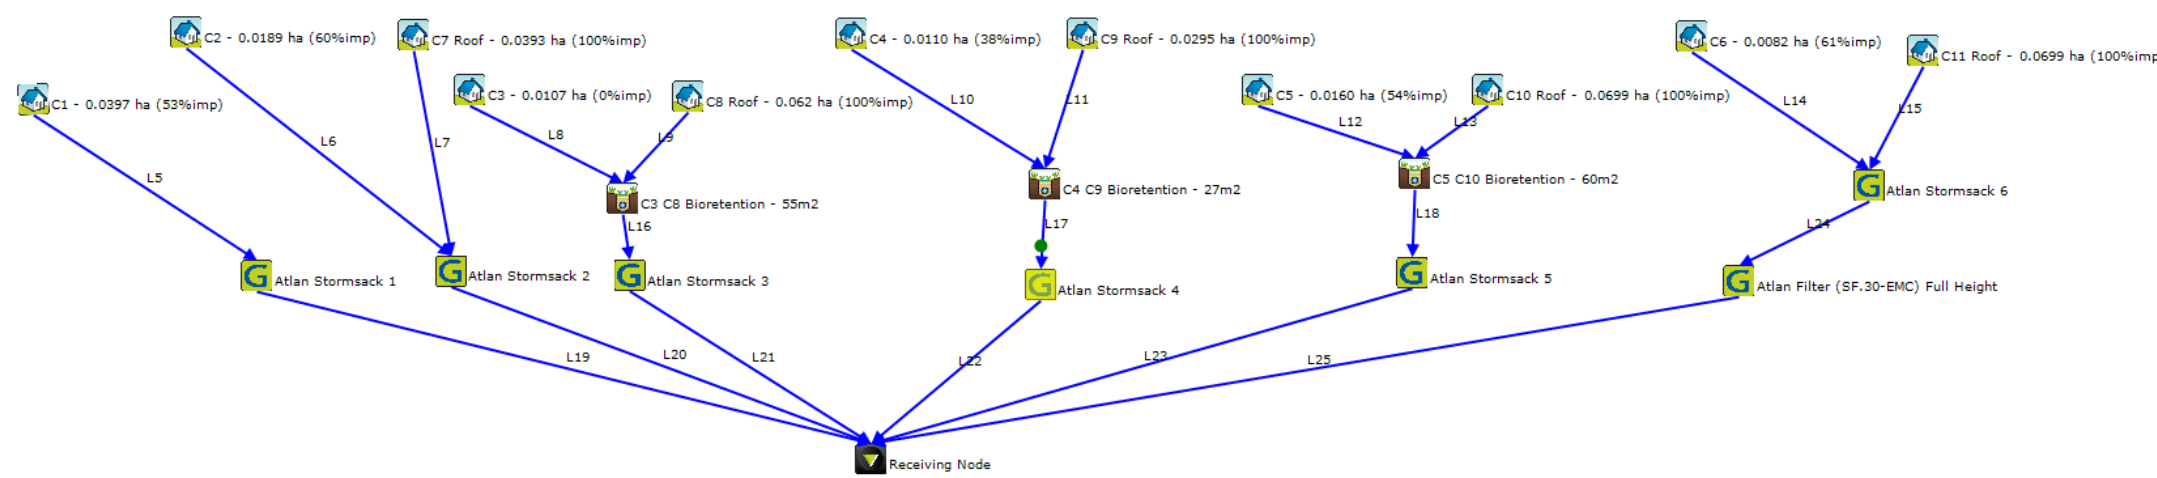 C2 - 0.0189 ha (60%imp)
C7 Roof - 0.0393 ha (100%imp)
C4 - 0.0110 ha (38%imp)
C9 Roof - 0.0295 ha (100%imp)
C6 - 0.0082 ha (61%imp)
C11 Roof - 0.0699 ha (100%imp
C1 - 0.0397 ha (53%imp)
C3 - 0.0107 ha (0%imp)
C8 Roof - 0.062 ha (100%imp)
C5 - 0.0160 ha (54%imp)
C10 Roof - 0.0699 ha (100%imp)
L10
L11
L14
L15
L12
L13
L6
L7
L8
L9
L5
C3 C8 Bioretention - 55m2
C4 C9 Bioretention - 27m2
C5 C10 Bioretention - 60m2
Atlan Stormsack 6
L16
L17
L18
L24
Atlan Stormsack 1
Atlan Stormsack 2
Atlan Stormsack 3
Atlan Stormsack 4
Atlan Stormsack 5
Atlan Filter (SF.30-EMC) Full Height
L19
L20
L21
L22
L23
L25
Receiving Node